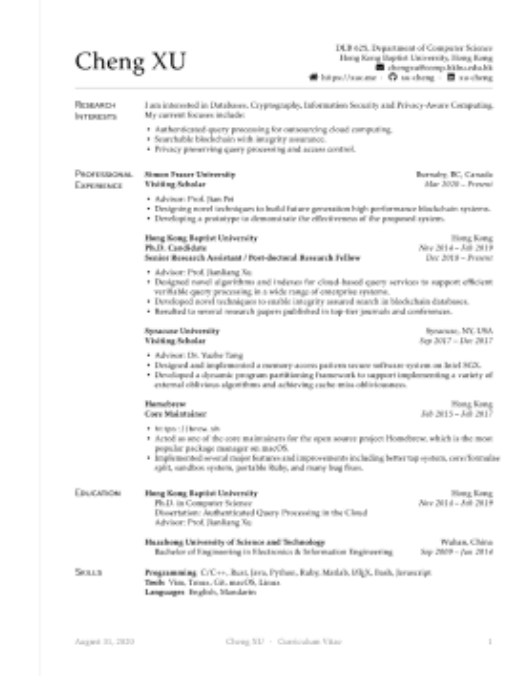 Cheng XU
DLB 625, Department of Computer Science
Hong Kong Baptist University, Hong Kong
chengxu@comp.hkbu.edu.hk
https://xuc.me · xu-cheng · xu-cheng
RESEARCH INTERESTS
I am interested in Databases, Cryptography, Information Security and Privacy-Aware Computing.
My current focuses include:
• Authenticated query processing for outsourcing cloud computing.
• Searchable blockchain with integrity assurance.
• Privacy preserving query processing and access control.
PROFESSIONAL EXPERIENCE
Simon Fraser University Burnaby, BC, Canada
Visiting Scholar Mar 2020 – Present
• Advisor: Prof. Jian Pei
• Designing novel techniques to build future generation high performance blockchain systems.
• Developing a prototype to demonstrate the effectiveness of the proposed system.
Hong Kong Baptist University Hong Kong
Ph.D. Candidate Nov 2014 – Feb 2019
Senior Research Assistant / Post-doctoral Research Fellow Dec 2018 – Present
• Advisor: Prof. Jianliang Xu
• Designed novel algorithms and indexes for cloud-based query services to support efficient
verifiable query processing in a wide range of enterprise systems.
• Developed novel techniques to enable integrity assured search in blockchain databases.
• Resulted to several research papers published in top-tier journals and conferences.
Syracuse University Syracuse, NY, USA
Visiting Scholar Sep 2017 – Dec 2017
• Advisor: Dr. Yuzhe Tang
• Designed and implemented a memory-access pattern secure software system on Intel SGX.
• Developed a dynamic program partitioning framework to support implementing a variety of
external oblivious algorithms and achieving cache-miss obliviousness.
Homebrew Hong Kong
Core Maintainer Feb 2015 – Feb 2017
• https://brew.sh
• Acted as one of the core maintainers for the open source project Homebrew, which is the most
popular package manager on macOS.
• Implemented several major features and improvements including better tap system, core/formulae
split, sandbox system, portable Ruby, and many bug fixes.
EDUCATION
Hong Kong Baptist University Hong Kong
Ph.D. in Computer Science Nov 2014 – Feb 2019
Dissertation: Authenticated Query Processing in the Cloud
Advisor: Prof. Jianliang Xu
Huazhong University of Science and Technology Wuhan, China
Bachelor of Engineering in Electronics & Information Engineering Sep 2009 – Jun 2014
SKILLS
Programming C/C++, Rust, Java, Python, Ruby, Matlab, LATEX, Bash, Javascript
Tools Vim, Tmux, Git, macOS, Linux
Languages English, Mandarin
August 31, 2020 Cheng XU · Curriculum Vitae 1